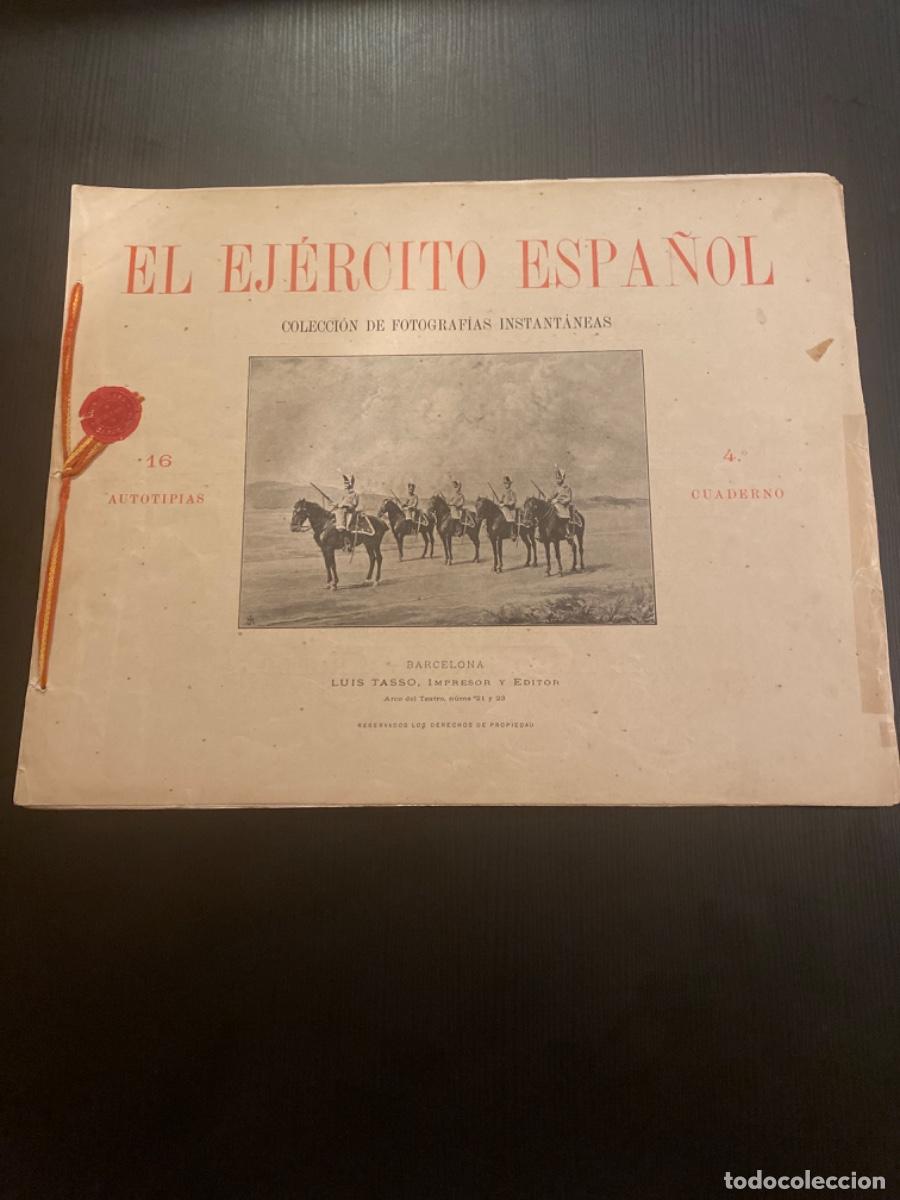 EL EJÉRCITO ESPAÑOL
COLECCIÓN DE FOTOGRAFÍAS INSTANTÁNEAS
16
AUTOTIPIAS
4.º
CUADERNO
BARCELONA
LUIS TASSO, IMPRESOR Y EDITOR
Arco del Teatro, núms 21 y 23
RESERVADOS LOS DERECHOS DE PROPIEDAD
todocoleccion